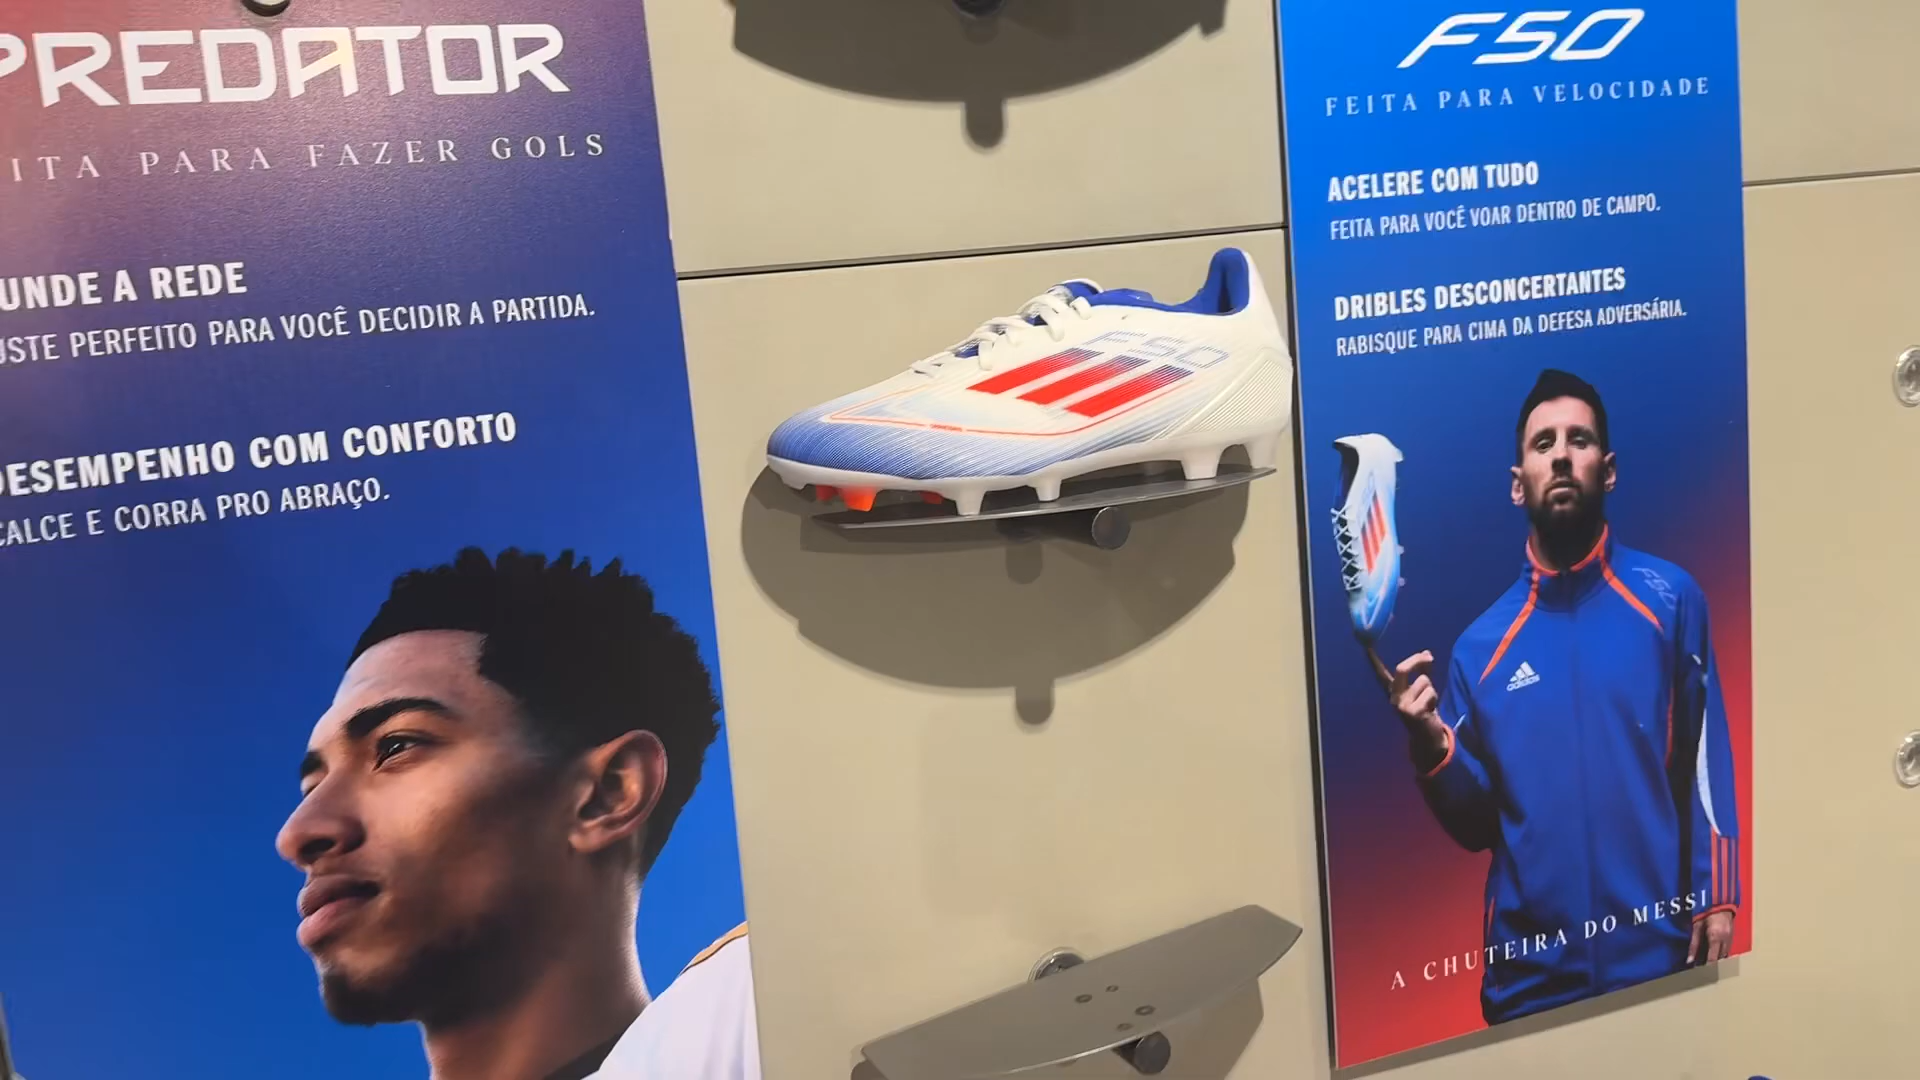 PREDATOR
ITA PARA FAZER GOLS
UNDE A REDE
USTE PERFEITO PARA VOCÊ DECIDIR A PARTIDA.
DESEMPENHO COM CONFORTO
CALCE E CORRA PRO ABRAÇO.
F50
F50
FEITA PARA VELOCIDADE
ACELERE COM TUDO
FEITA PARA VOCÊ VOAR DENTRO DE CAMPO.
DRIBLES DESCONCERTANTES
RABISQUE PARA CIMA DA DEFESA ADVERSÁRIA.
F50
adidas
A CHUTEIRA DO MESSI